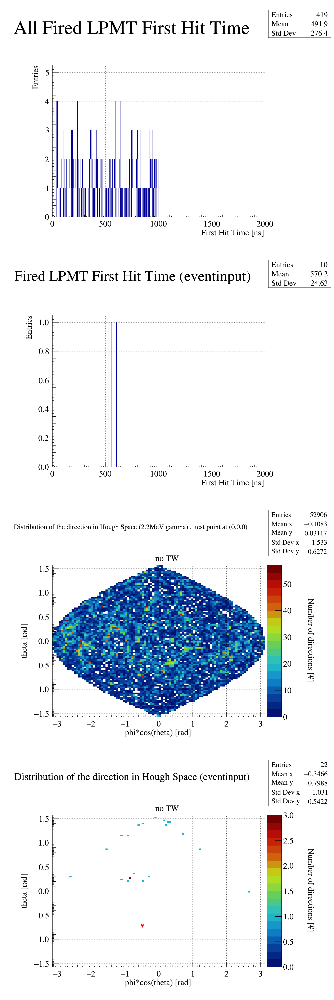 All Fired LPMT First Hit Time
Entries 419
Mean 491.9
Std Dev 276.4
Entries
5
4
3
2
1
0
0 500 1000 1500 2000
First Hit Time [ns]
Fired LPMT First Hit Time (eventinput)
Entries 10
Mean 570.2
Std Dev 24.63
Entries
1.0
0.8
0.6
0.4
0.2
0.0
0 500 1000 1500 2000
First Hit Time [ns]
Distribution of the direction in Hough Space (2.2MeV gamma) , test point at (0,0,0)
Entries 52906
Mean x −0.1083
Mean y 0.03117
Std Dev x 1.533
Std Dev y 0.6272
no TW
theta [rad]
1.5
1.0
0.5
0.0
−0.5
−1.0
−1.5
−3 −2 −1 0 1 2 3
phi*cos(theta) [rad]
50
40
30
20
10
0
Number of directions [#]
Distribution of the direction in Hough Space (eventinput)
Entries 22
Mean x −0.3466
Mean y 0.7988
Std Dev x 1.031
Std Dev y 0.5422
no TW
theta [rad]
1.5
1.0
0.5
0.0
−0.5
−1.0
−1.5
−3 −2 −1 0 1 2 3
phi*cos(theta) [rad]
3.0
2.5
2.0
1.5
1.0
0.5
0.0
Number of directions [#]